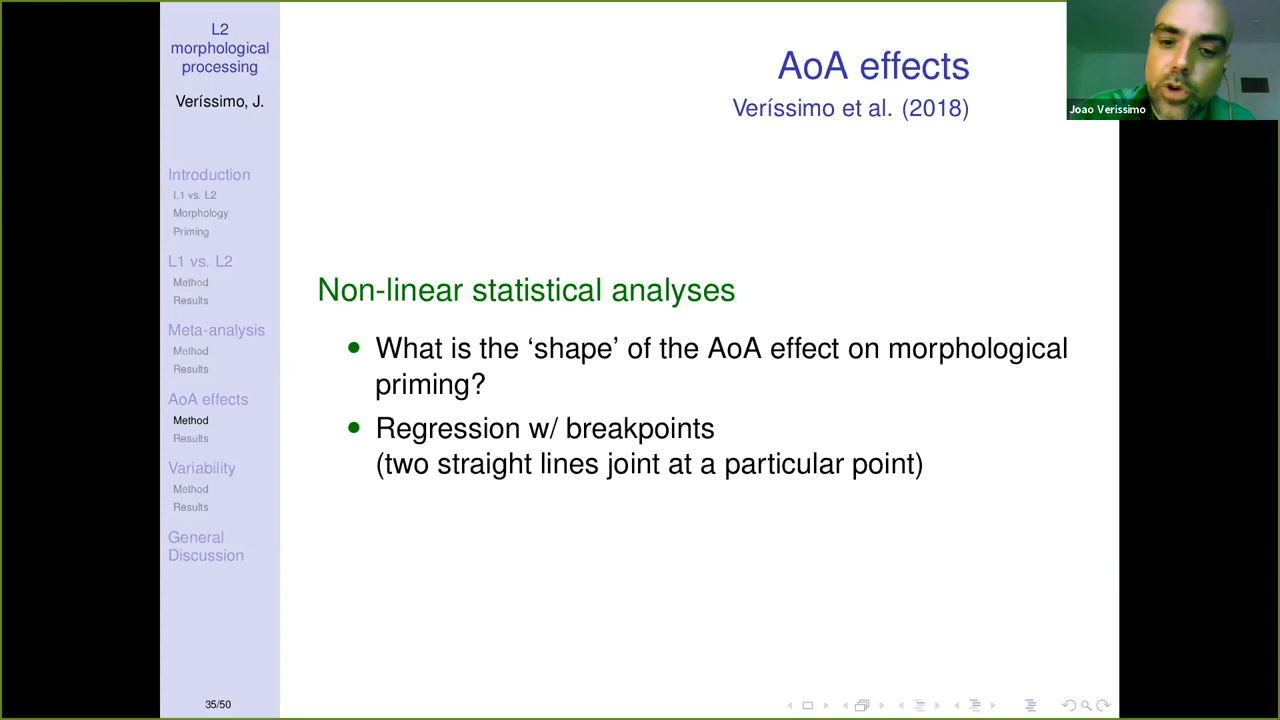 L2
morphological
processing
Veríssimo, J.
Introduction
L1 vs. L2
Morphology
Priming
L1 vs. L2
Method
Results
Meta-analysis
Method
Results
AoA effects
Method
Results
Variability
Method
Results
General
Discussion
35/50
AoA effects
Veríssimo et al. (2018)
Non-linear statistical analyses
• What is the ‘shape’ of the AoA effect on morphological
priming?
• Regression w/ breakpoints
(two straight lines joint at a particular point)
Joao Verissimo